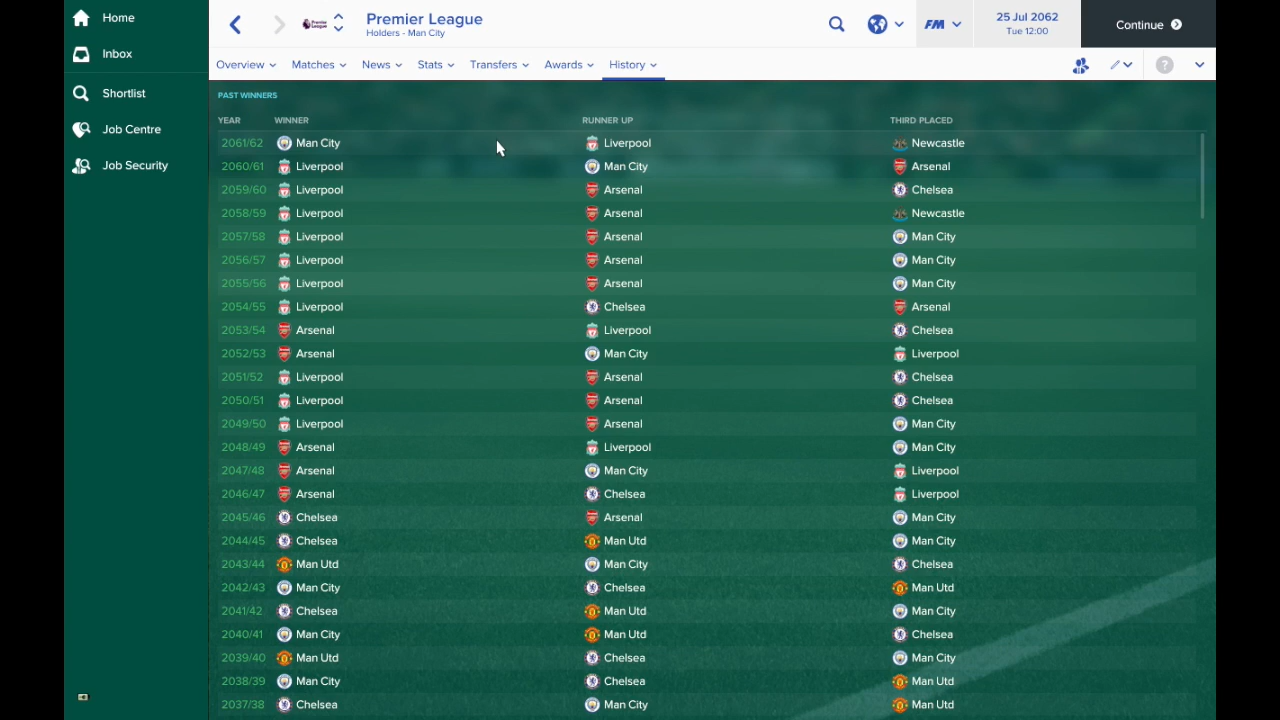 Home
Inbox
Shortlist
Job Centre
Job Security
Premier League
Holders - Man City
FM
25 Jul 2062
Tue 12:00
Continue
Overview
Matches
News
Stats
Transfers
Awards
History
?
PAST WINNERS
YEAR WINNER RUNNER UP THIRD PLACED
2061/62 Man City Liverpool Newcastle
2060/61 Liverpool Man City Arsenal
2059/60 Liverpool Arsenal Chelsea
2058/59 Liverpool Arsenal Newcastle
2057/58 Liverpool Arsenal Man City
2056/57 Liverpool Arsenal Man City
2055/56 Liverpool Arsenal Man City
2054/55 Liverpool Chelsea Arsenal
2053/54 Arsenal Liverpool Chelsea
2052/53 Arsenal Man City Liverpool
2051/52 Liverpool Arsenal Chelsea
2050/51 Liverpool Arsenal Chelsea
2049/50 Liverpool Arsenal Man City
2048/49 Arsenal Liverpool Man City
2047/48 Arsenal Man City Liverpool
2046/47 Arsenal Chelsea Liverpool
2045/46 Chelsea Arsenal Man City
2044/45 Chelsea Man Utd Man City
2043/44 Man Utd Man City Chelsea
2042/43 Man City Chelsea Man Utd
2041/42 Chelsea Man Utd Man City
2040/41 Man City Man Utd Chelsea
2039/40 Man Utd Chelsea Man City
2038/39 Man City Chelsea Man Utd
2037/38 Chelsea Man City Man Utd